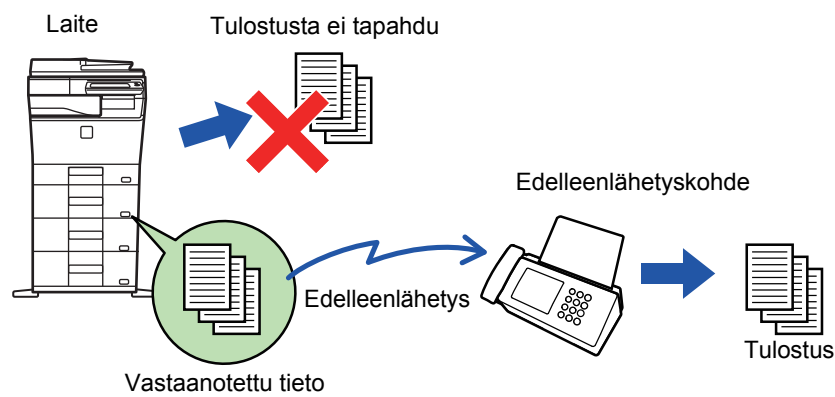 Laite
Tulostusta ei tapahdu
Edelleenlähetyskohde
Edelleenlähetys
Tulostus
Vastaanotettu tieto